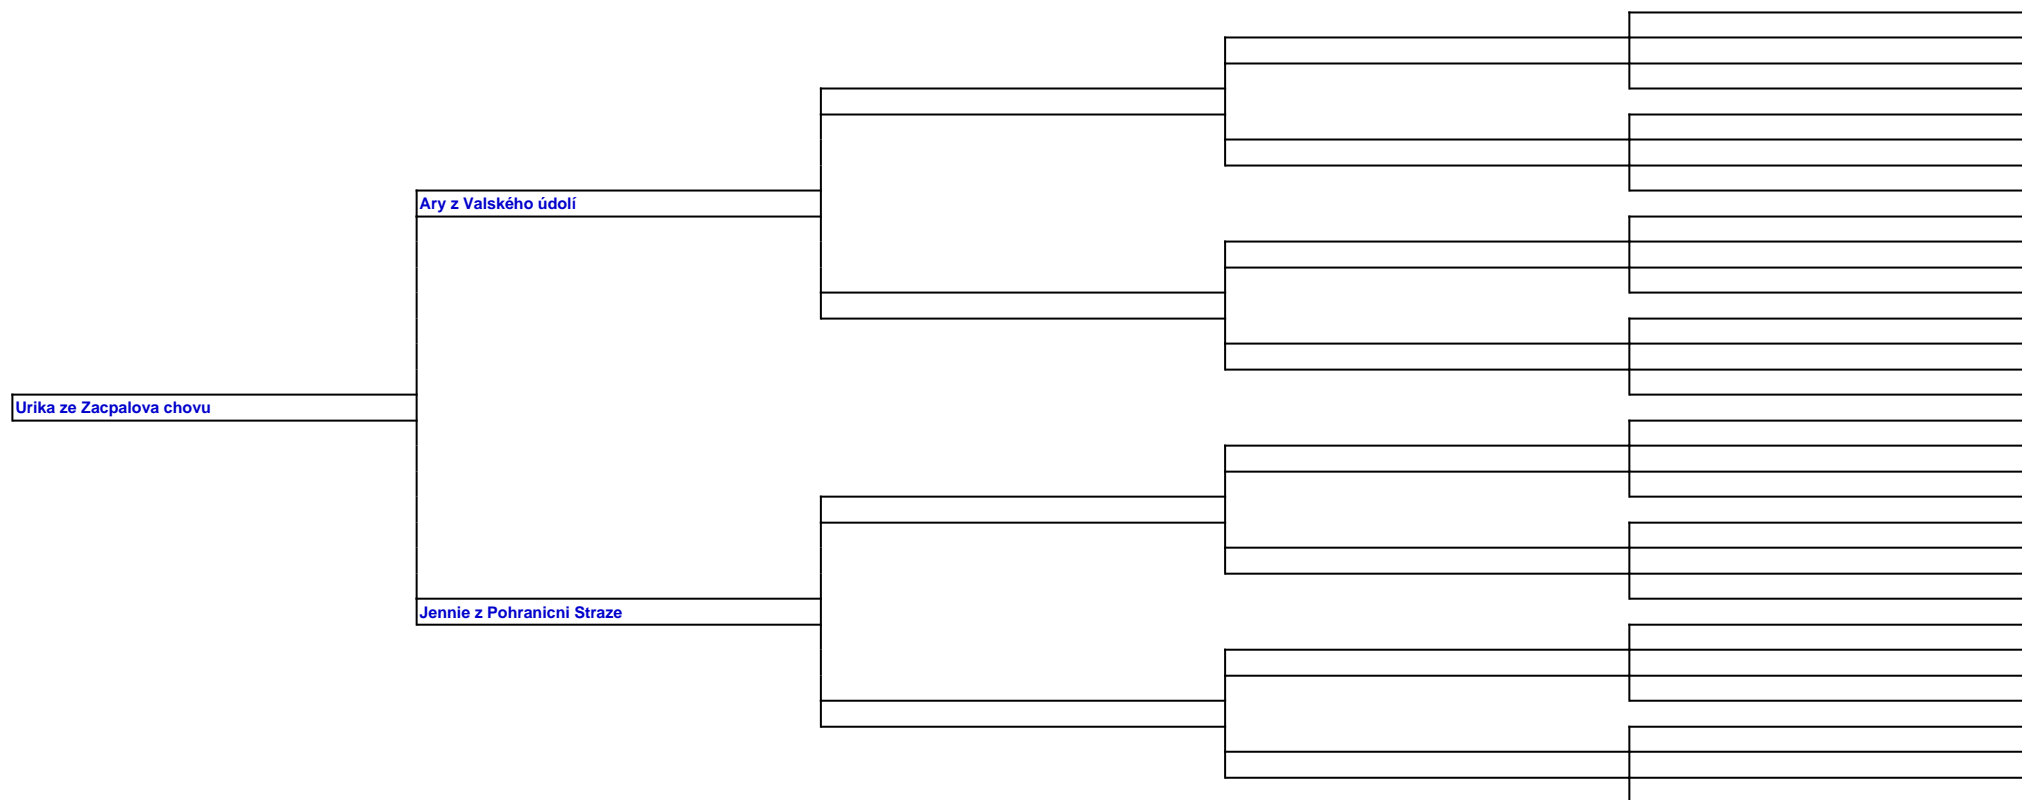 Ary z Valského údolí
Urika ze Zacpalova chovu
Jennie z Pohranicni Straze